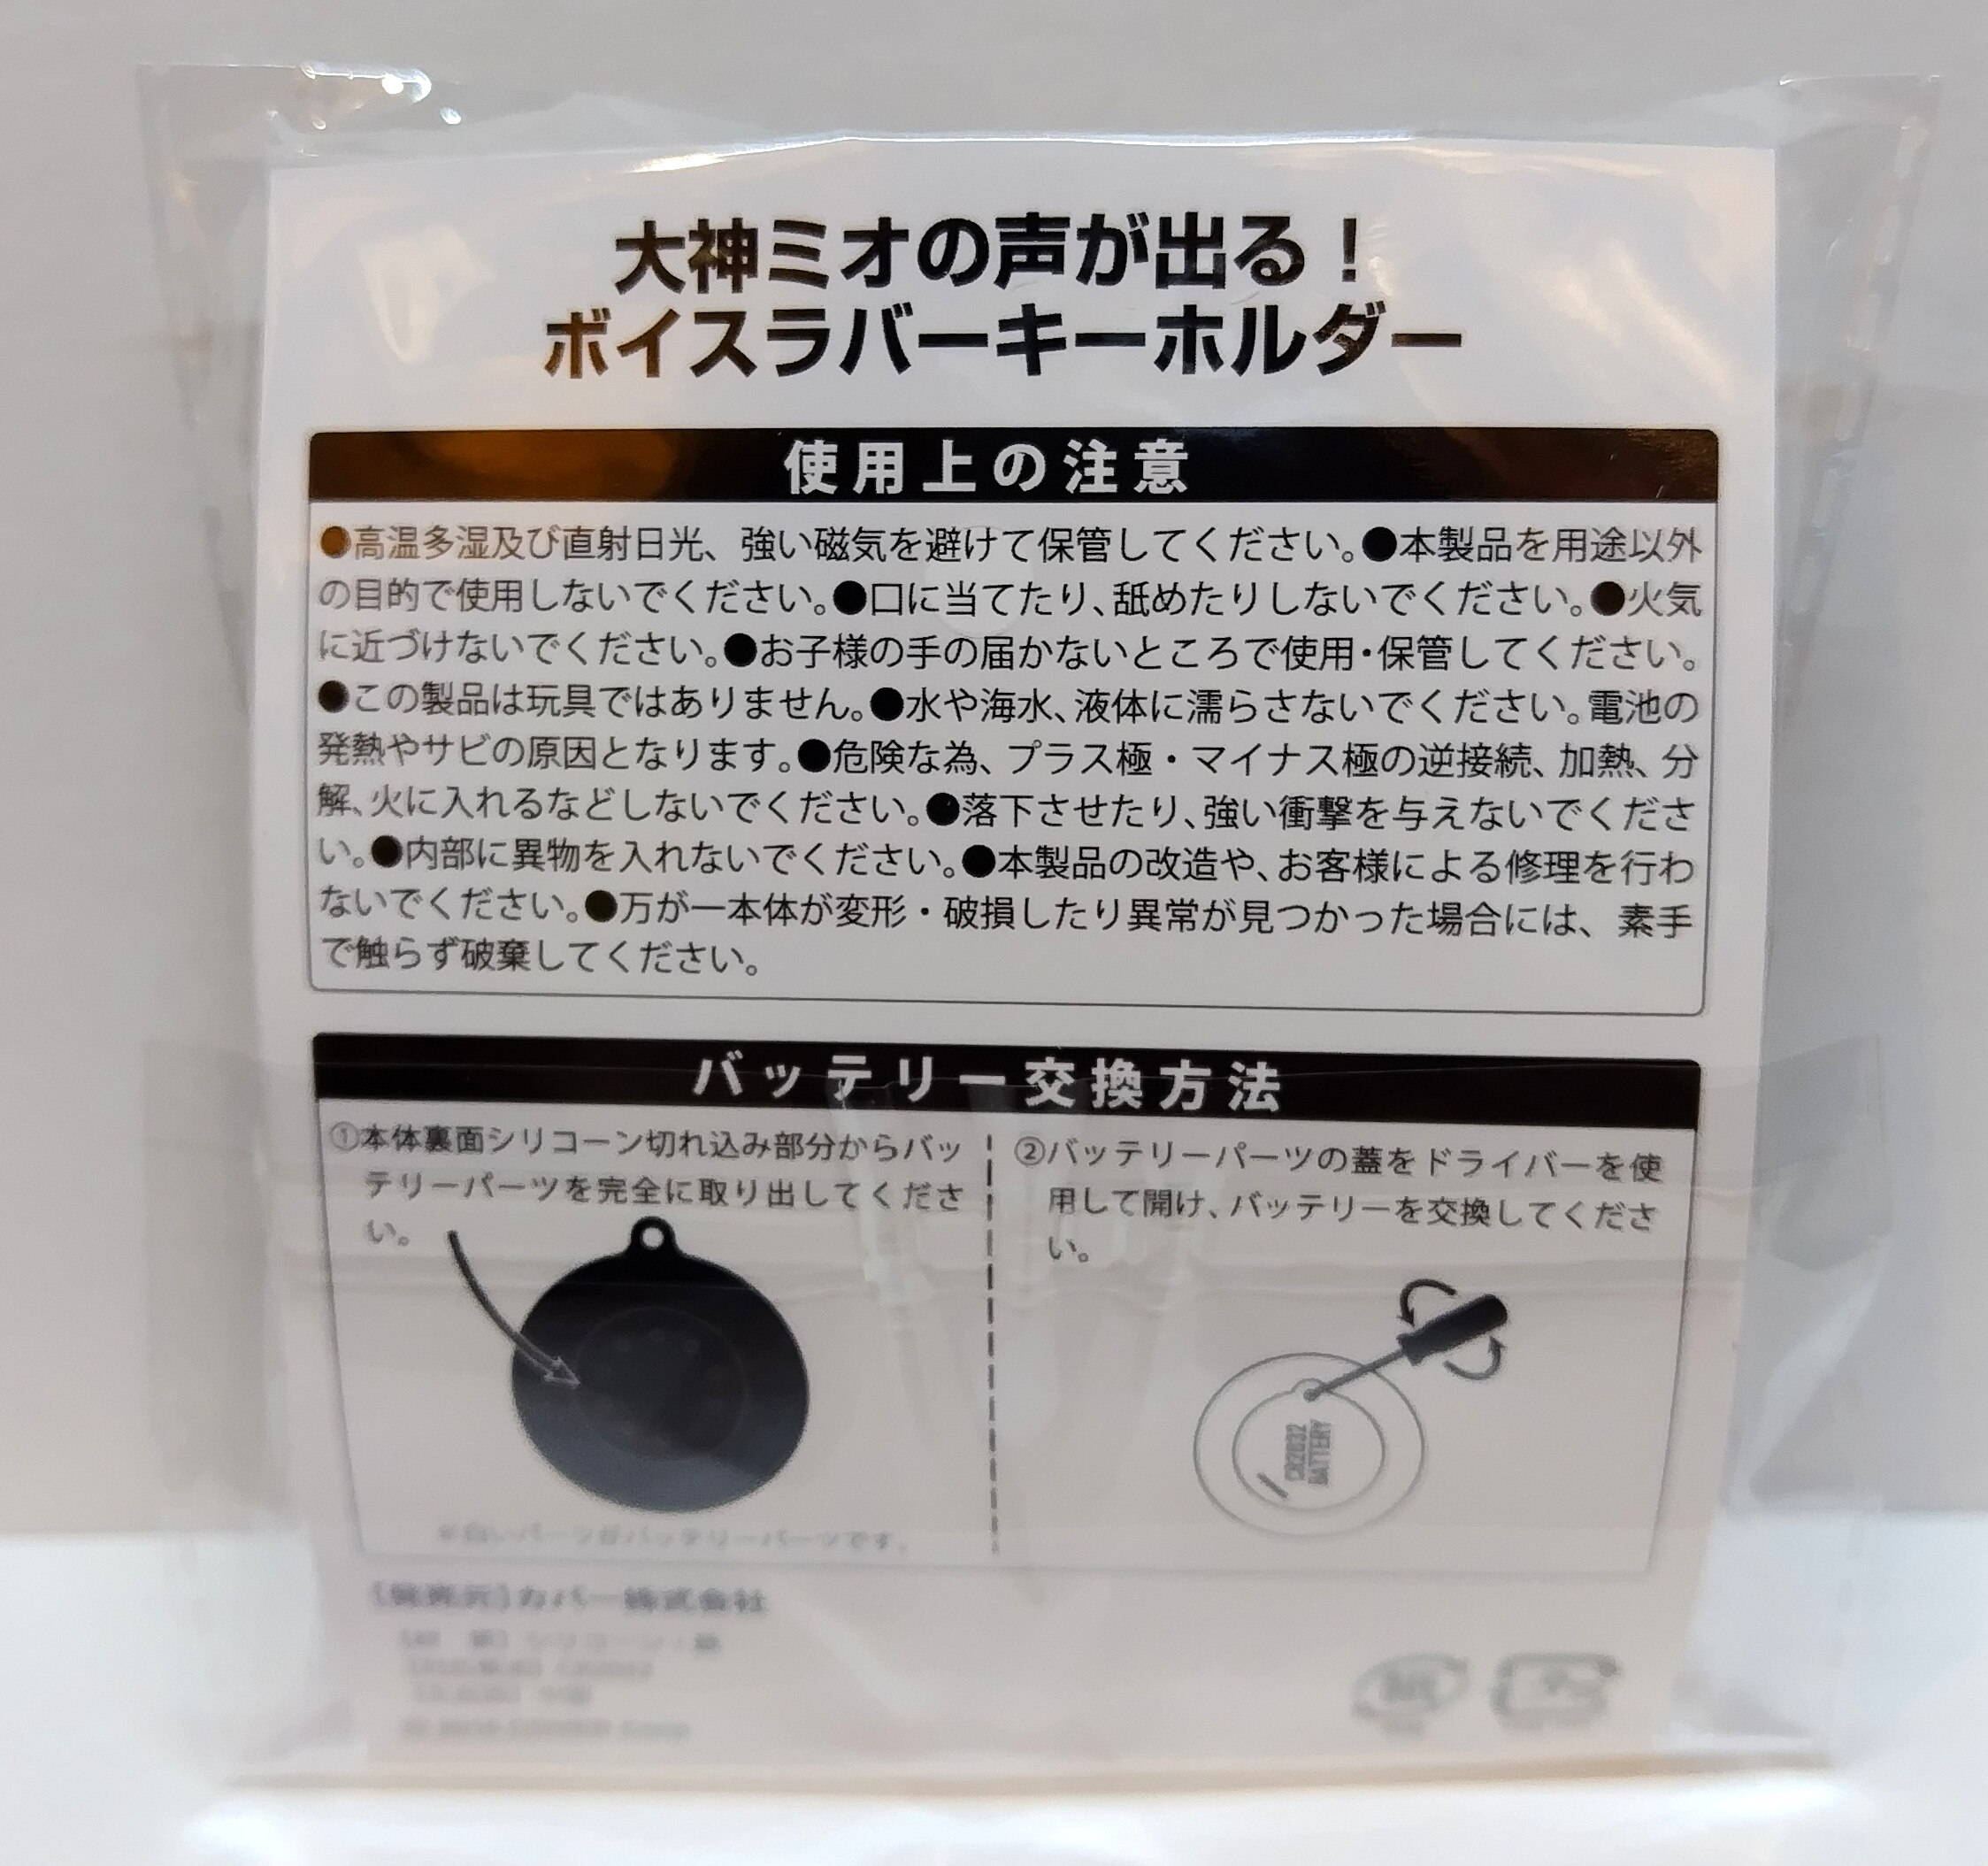 大神ミオの声が出る！
ボイスラバーキーホルダー
使用上の注意
●高温多湿及び直射日光、強い磁気を避けて保管してください。●本製品を用途以外
の目的で使用しないでください。●口に当てたり、舐めたりしないでください。●火気
に近づけないでください。●お子様の手の届かないところで使用・保管してください。
●この製品は玩具ではありません。●水や海水、液体に濡らさないでください。電池の
発熱やサビの原因となります。●危険な為、プラス極・マイナス極の逆接続、加熱、分
解、火に入れるなどしないでください。●落下させたり、強い衝撃を与えないでくださ
い。●内部に異物を入れないでください。●本製品の改造や、お客様による修理を行わ
ないでください。●万が一本体が変形・破損したり異常が見つかった場合には、素手
で触らず破棄してください。
バッテリー交換方法
①本体裏面シリコーン切れ込み部分からバッ
テリーパーツを完全に取り出してくださ
い。
※白いパーツがバッテリーパーツです。
②バッテリーパーツの蓋をドライバーを使
用して開け、バッテリーを交換してくださ
い。
CR2032
BATTERY
[発売元]カバー株式会社